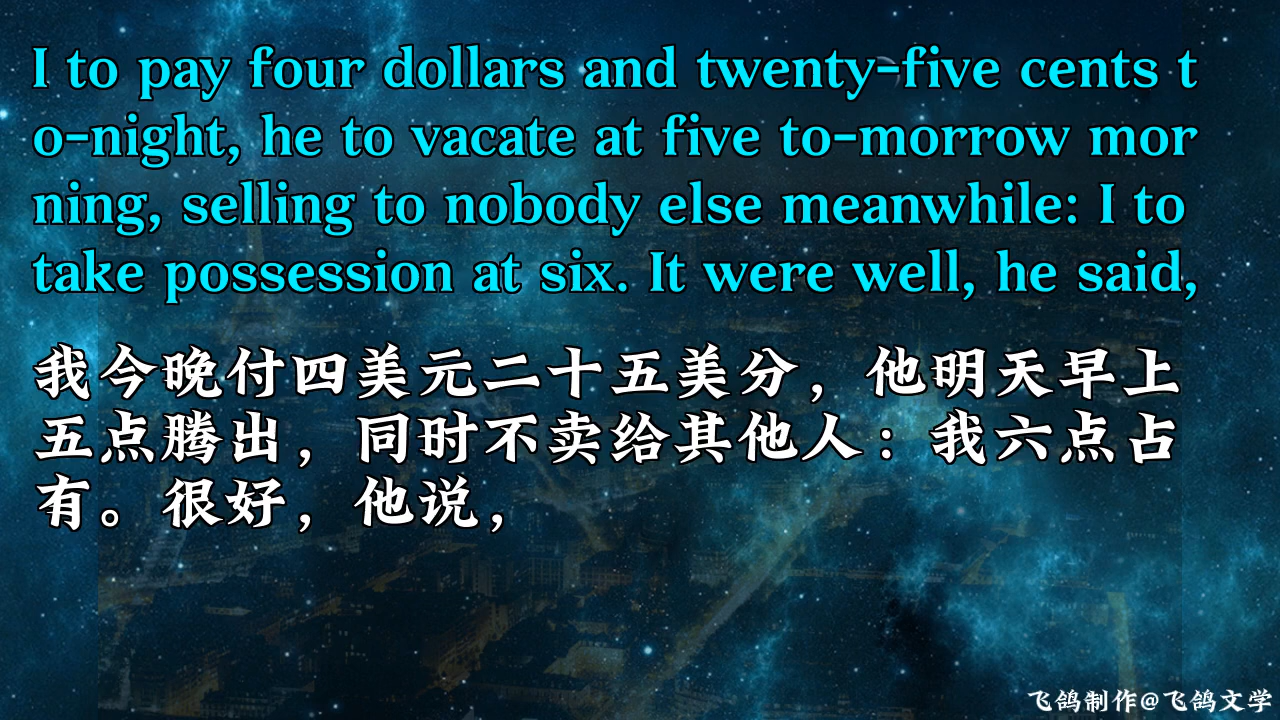 I to pay four dollars and twenty-five cents t
o-night, he to vacate at five to-morrow mor
ning, selling to nobody else meanwhile: I to
take possession at six. It were well, he said,
我今晚付四美元二十五美分，他明天早上
五点腾出，同时不卖给其他人：我六点占
有。很好，他说，
飞鸽制作@飞鸽文学